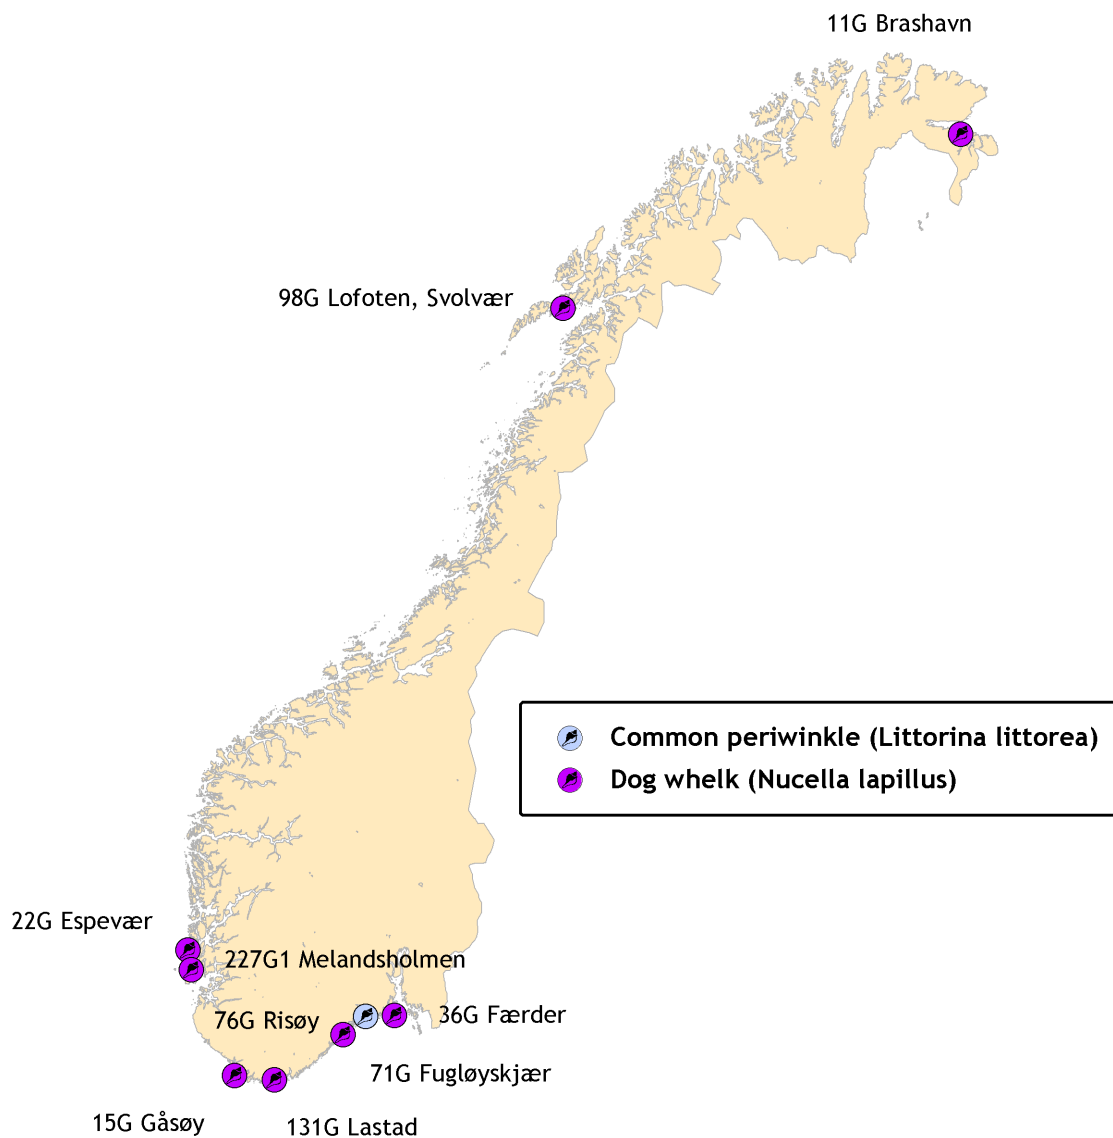 11G Brashavn
98G Lofoten, Svolvær
Common periwinkle (Littorina littorea)
Dog whelk (Nucella lapillus)
22G Espevær
227G1 Melandsholmen
76G Risøy
36G Færder
71G Fugløyskjær
15G Gåsøy
131G Lastad